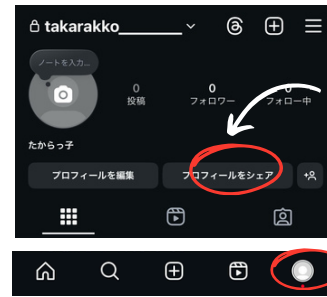 takarakko________
ノートを入力...
0 0 0
投稿 フォロワー フォロー中
たからっ子
プロフィールを編集 プロフィールをシェア